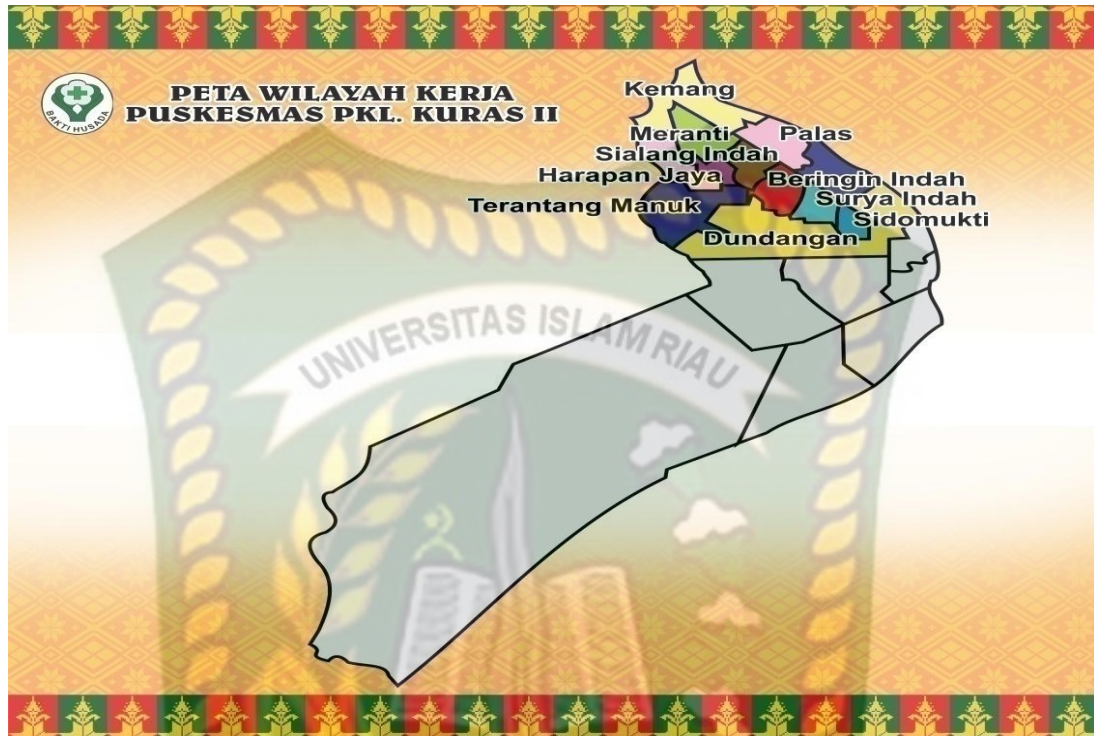 PETA WILAYAH KERJA
PUSKESMAS PKL. KURAS II
BAKTI HUSADA
Kemang
Meranti
Palas
Sialang Indah
Harapan Jaya
Beringin Indah
Terantang Manuk
Surya Indah
Sidomukti
Dundangan
UNIVERSITAS ISLAM RIAU